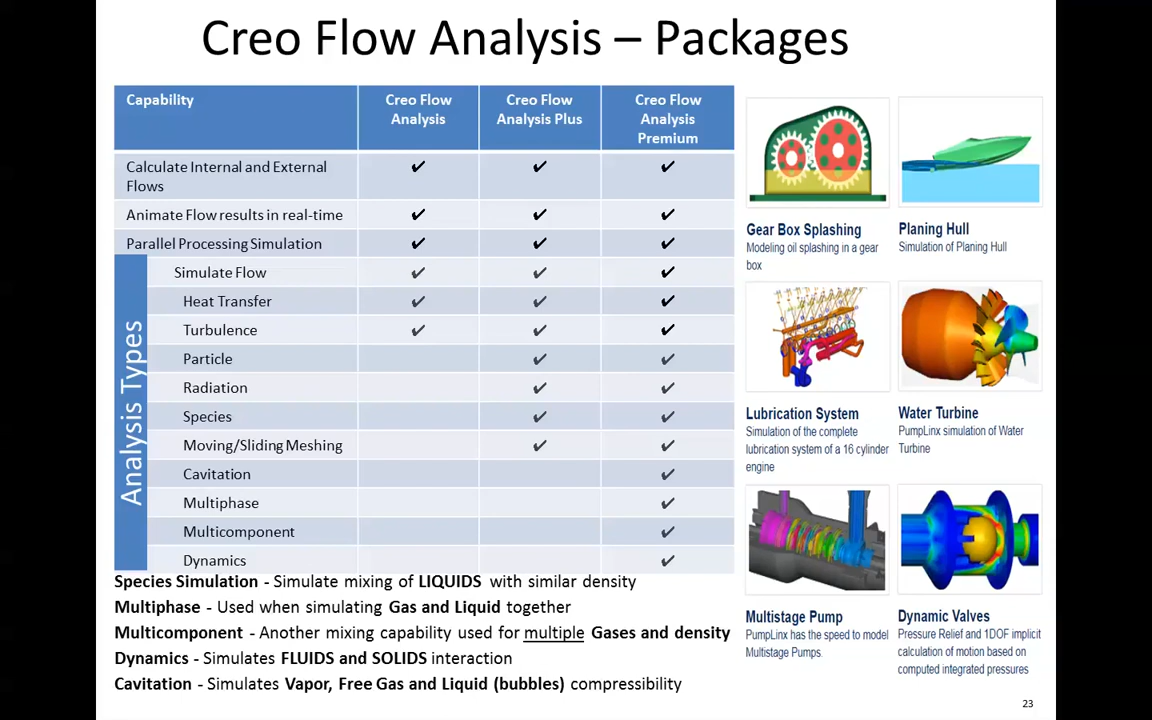 Creo Flow Analysis – Packages
Capability
Creo Flow Analysis
Creo Flow Analysis Plus
Creo Flow Analysis Premium
Calculate Internal and External Flows ✔ ✔ ✔
Animate Flow results in real-time ✔ ✔ ✔
Parallel Processing Simulation ✔ ✔ ✔
Analysis Types
Simulate Flow ✔ ✔ ✔
Heat Transfer ✔ ✔ ✔
Turbulence ✔ ✔ ✔
Particle ✔ ✔
Radiation ✔ ✔
Species ✔ ✔
Moving/Sliding Meshing ✔ ✔
Cavitation ✔
Multiphase ✔
Multicomponent ✔
Dynamics ✔
Species Simulation - Simulate mixing of LIQUIDS with similar density
Multiphase - Used when simulating Gas and Liquid together
Multicomponent - Another mixing capability used for multiple Gases and density
Dynamics - Simulates FLUIDS and SOLIDS interaction
Cavitation - Simulates Vapor, Free Gas and Liquid (bubbles) compressibility
Gear Box Splashing
Modeling oil splashing in a gear
box
Planing Hull
Simulation of Planing Hull
Lubrication System
Simulation of the complete
lubrication system of a 16 cylinder
engine
Water Turbine
PumpLinx simulation of Water
Turbine
Multistage Pump
PumpLinx has the speed to model
Multistage Pumps.
Dynamic Valves
Pressure Relief and 1DOF implicit
calculation of motion based on
computed integrated pressures
23